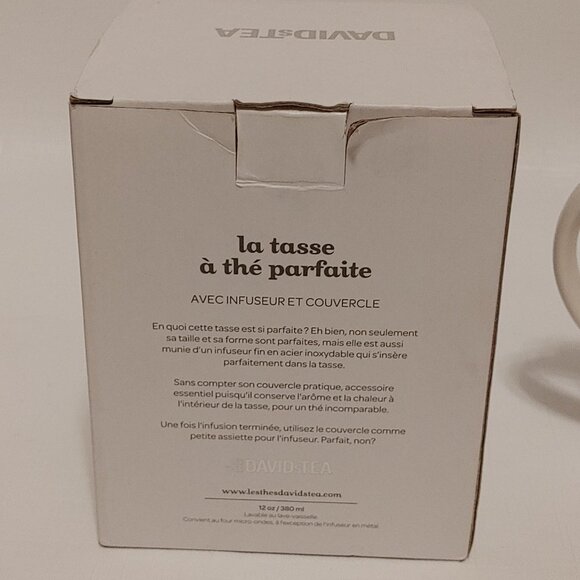 DAVIDsTEA
la tasse
à thé parfaite
AVEC INFUSEUR ET COUVERCLE
En quoi cette tasse est si parfaite? Eh bien, non seulement
sa taille et sa forme sont parfaites, mais elle est aussi
munie d'un infuseur fin en acier inoxydable qui s'insère
parfaitement dans la tasse.
Sans compter son couvercle pratique, accessoire
essentiel puisqu'il conserve l'arôme et la chaleur à
l'intérieur de la tasse, pour un thé incomparable.
Une fois l'infusion terminée, utilisez le couvercle comme
petite assiette pour l'infuseur. Parfait, non?
DAVIDsTEA
www.lesthesdavidstea.com
12 oz / 380 ml
Lavable au lave-vaisselle.
Convient au four micro-ondes, à l'exception de l'infuseur en métal.